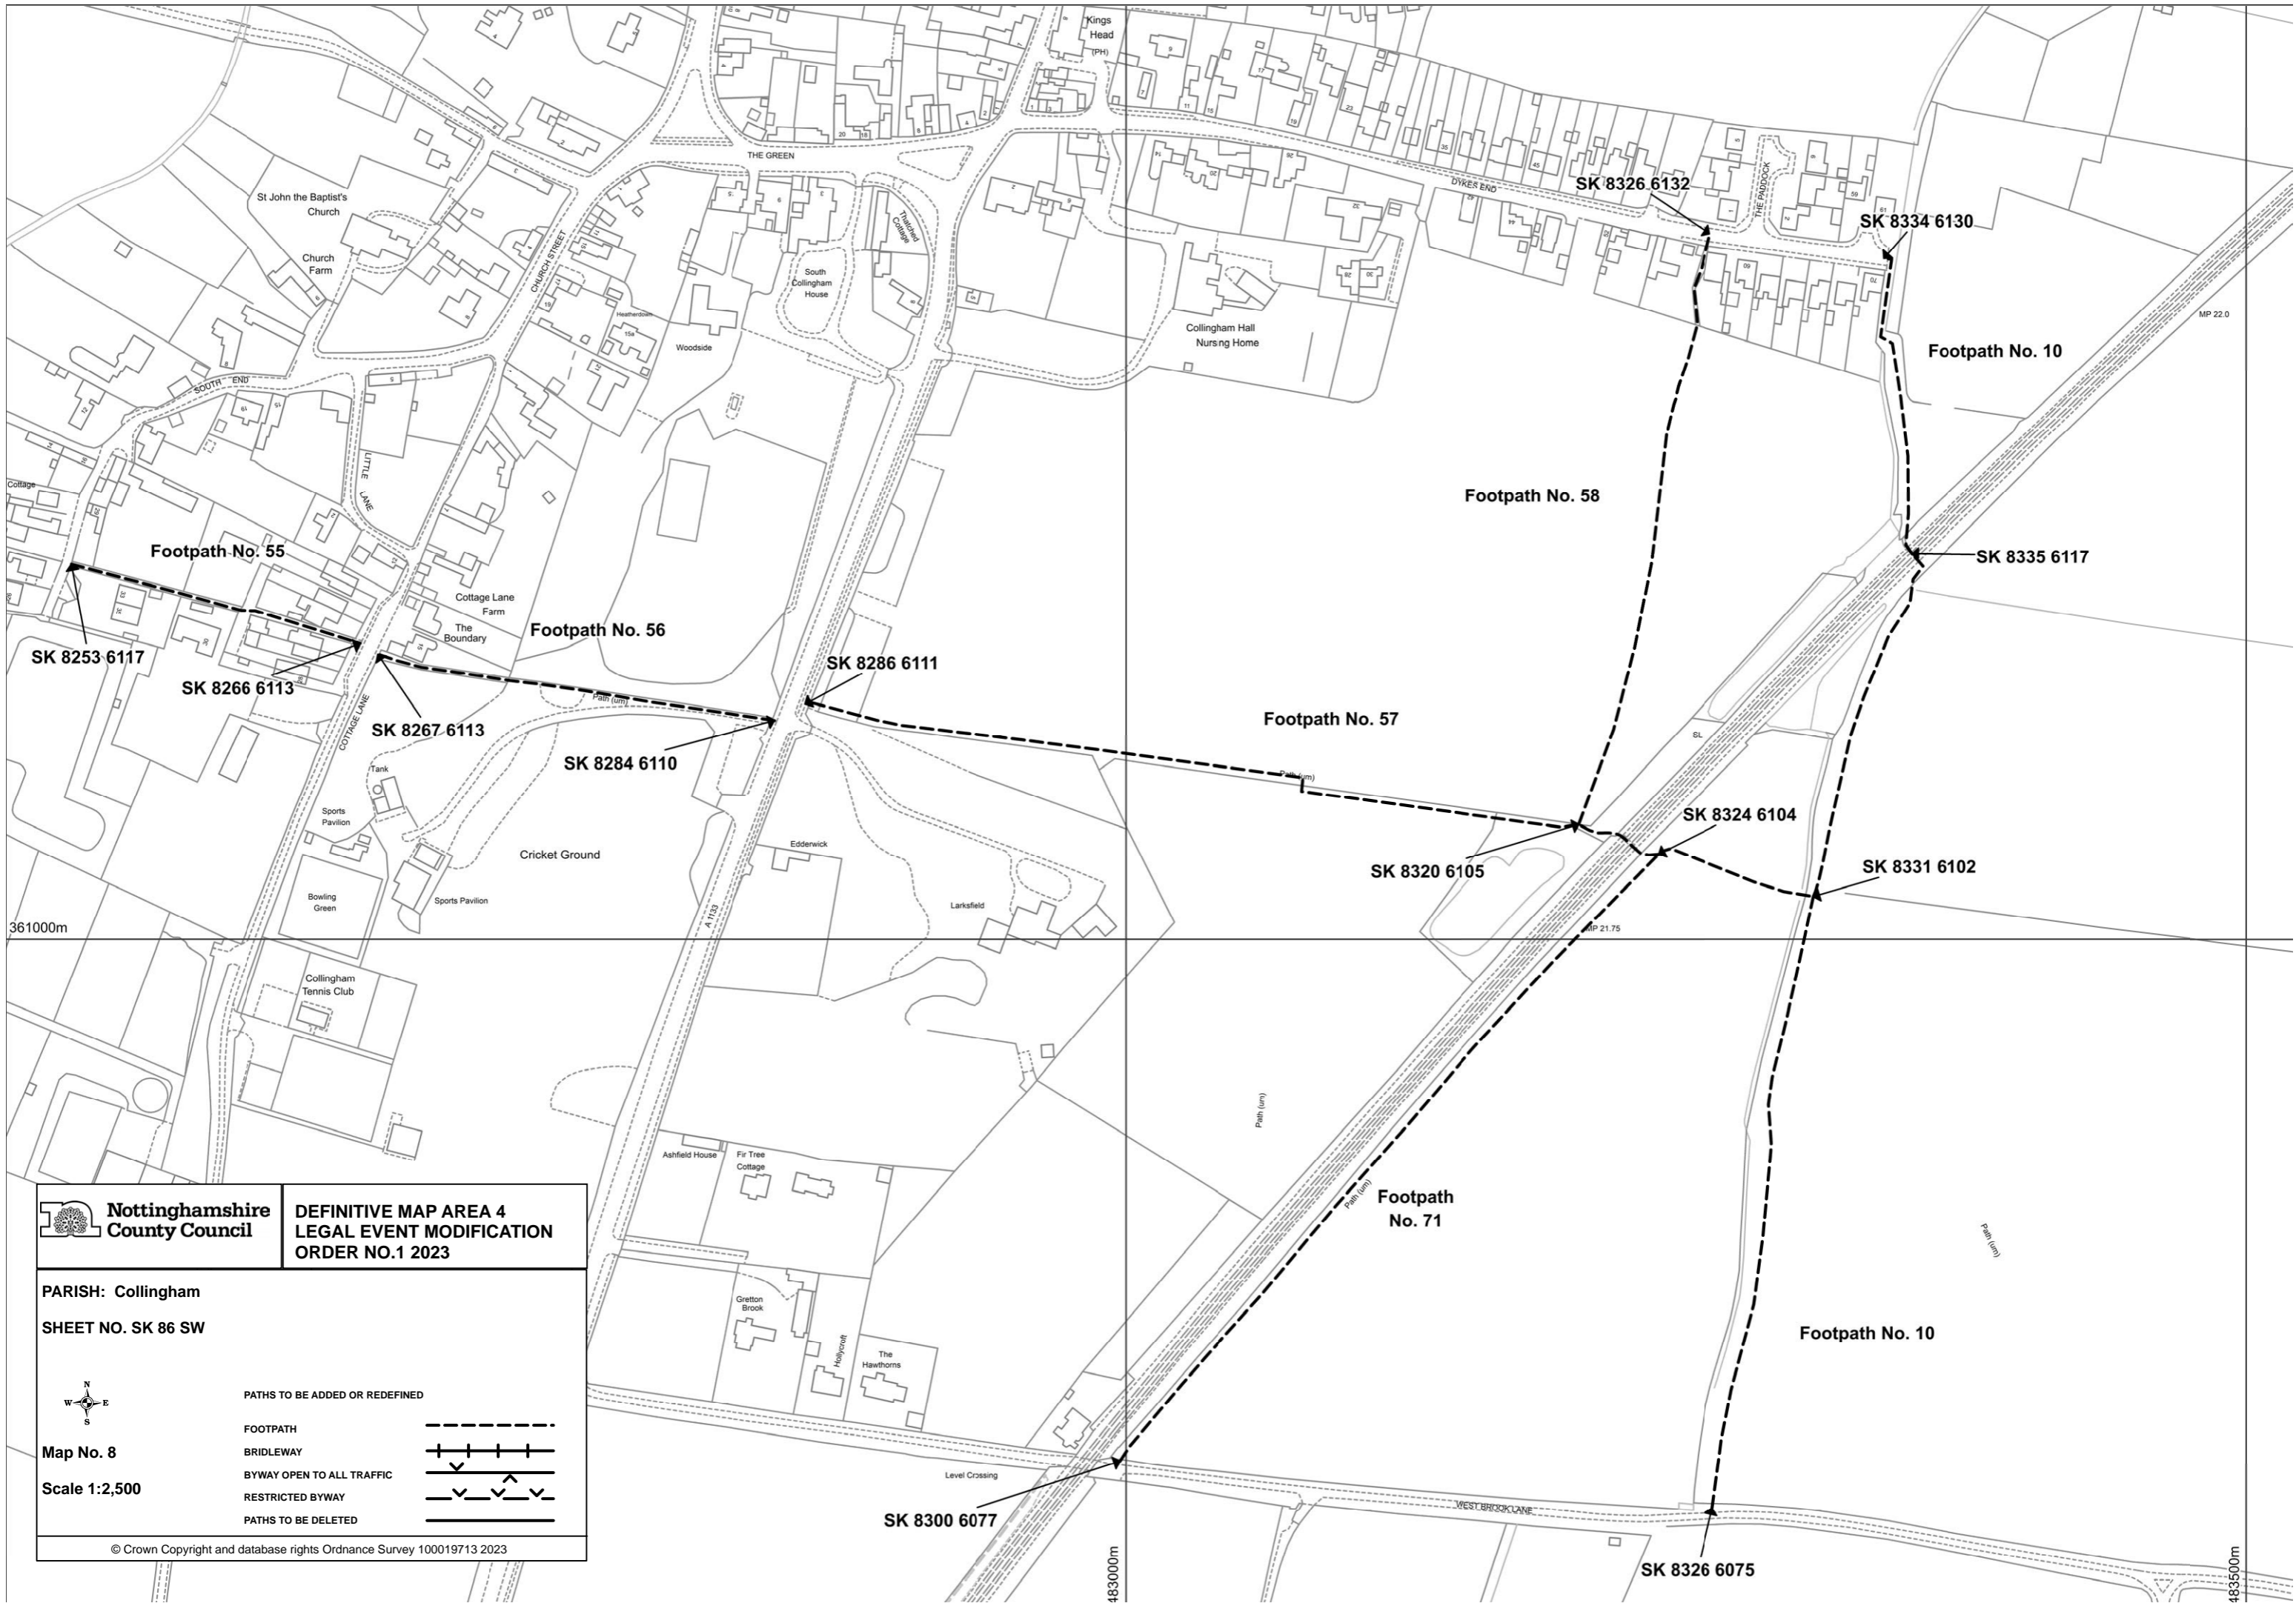 Kings
Head
(PH)
THE GREEN
St John the Baptist's
Church
Church
Farm
CHURCH STREET
Thatched
Cottage
South
Collingham
House
Heatherdown
15a
Woodside
DYKES END
SK 8326 6132
THE PADDOCK
SK 8334 6130
MP 22.0
Collingham Hall
Nursing Home
Footpath No. 10
SOUTH END
LITTLE
LANE
Cottage
Footpath No. 58
Footpath No. 55
SK 8335 6117
Cottage Lane
Farm
The
Boundary
Footpath No. 56
SK 8253 6117
SK 8266 6113
SK 8286 6111
Path (um)
COTTAGE LANE
SK 8267 6113
Footpath No. 57
SL
SK 8284 6110
Tank
Path (um)
Sports
Pavilion
SK 8324 6104
Cricket Ground
Edderwick
SK 8320 6105
SK 8331 6102
Bowling
Green
Sports Pavilion
Larksfield
A 1133
361000m
MP 21.75
Collingham
Tennis Club
Path (um)
Ashfield House
Fir Tree
Cottage
Path (um)
Footpath
No. 71
Path (um)
Gretton
Brook
Hollycroft
The
Hawthorns
Footpath No. 10
Level Crossing
SK 8300 6077
WEST BROOK LANE
SK 8326 6075
483000m
483500m
Nottinghamshire
County Council
DEFINITIVE MAP AREA 4
LEGAL EVENT MODIFICATION
ORDER NO.1 2023
PARISH: Collingham
SHEET NO. SK 86 SW
N
W E
S
Map No. 8
Scale 1:2,500
PATHS TO BE ADDED OR REDEFINED
FOOTPATH
BRIDLEWAY
BYWAY OPEN TO ALL TRAFFIC
RESTRICTED BYWAY
PATHS TO BE DELETED
© Crown Copyright and database rights Ordnance Survey 100019713 2023